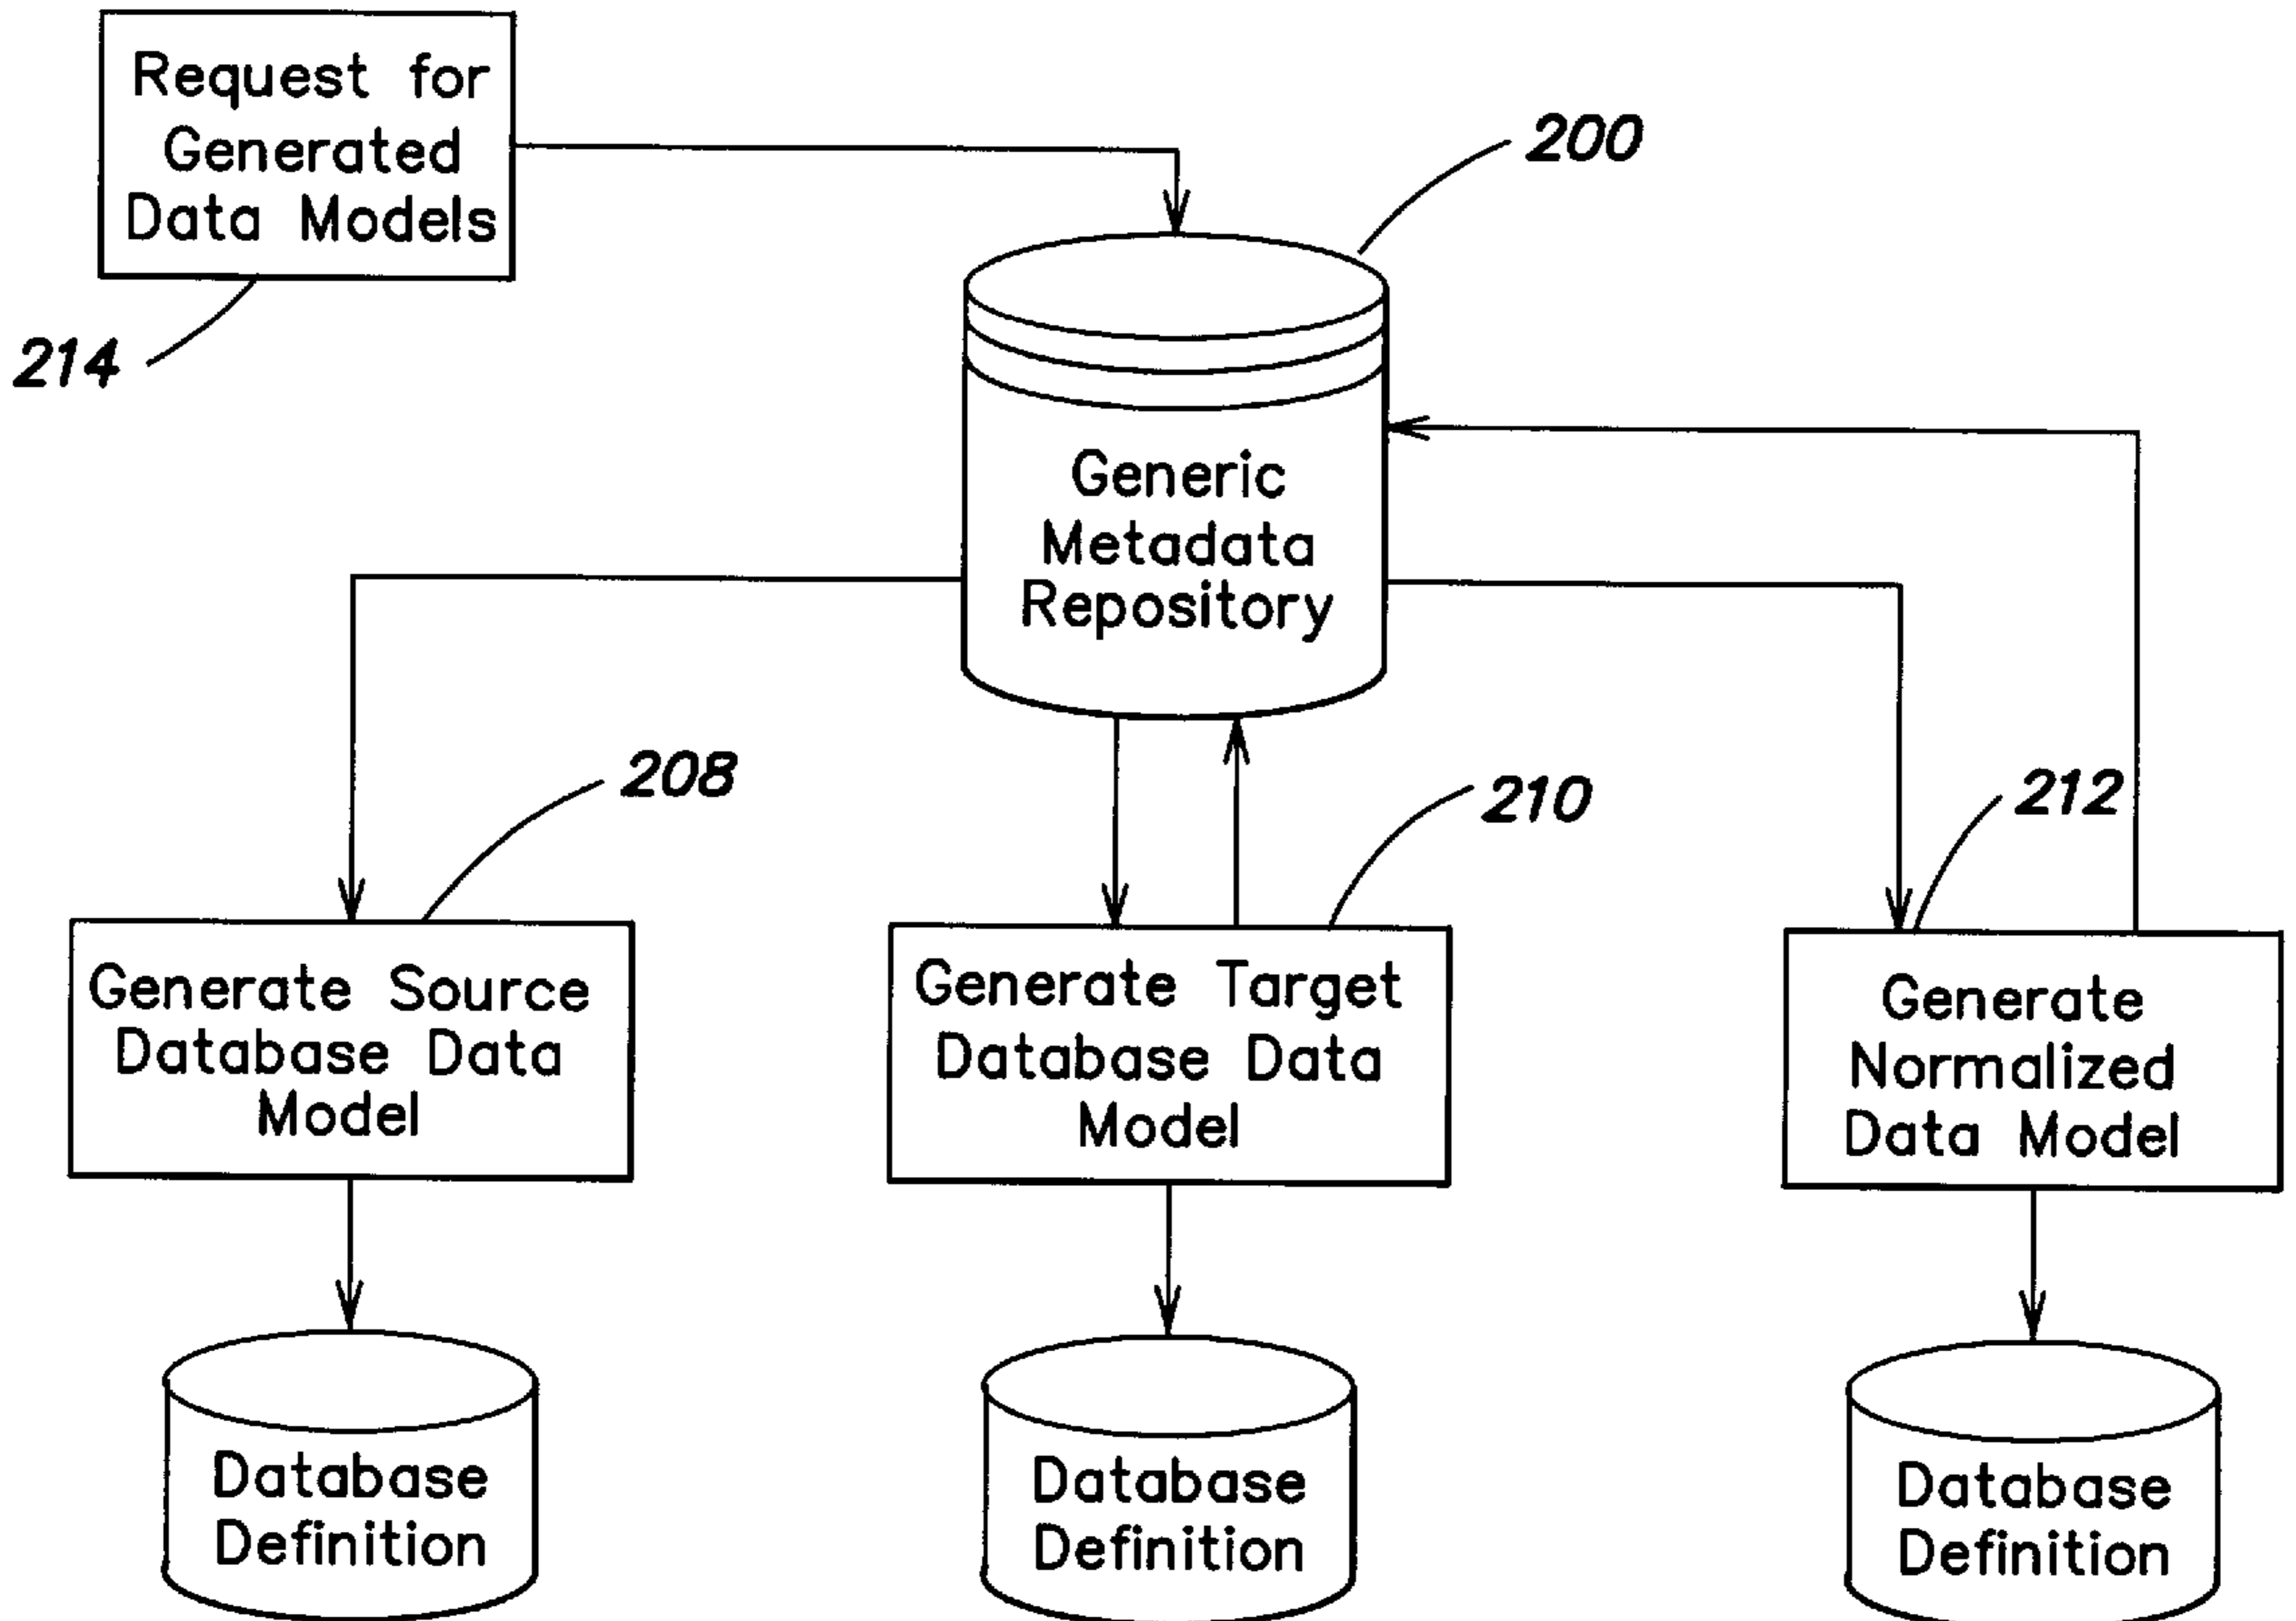 Request for
Generated
Data Models
200
214
Generic
Metadata
Repository
208
210
212
Generate Source
Database Data
Model
Generate Target
Database Data
Model
Generate
Normalized
Data Model
Database
Definition
Database
Definition
Database
Definition